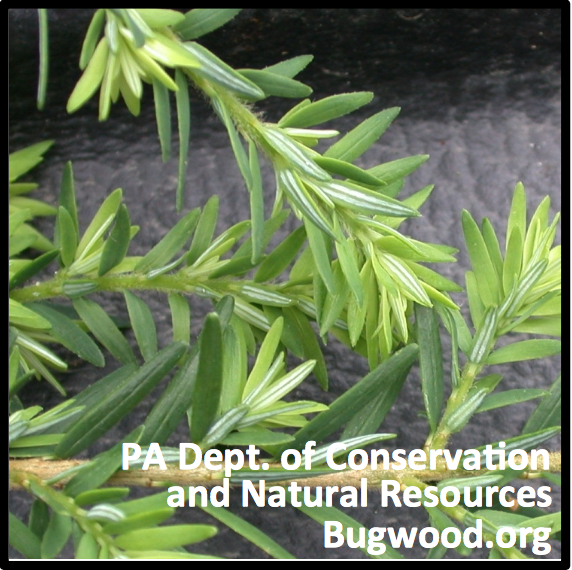 PA Dept. of Conservation
and Natural Resources
Bugwood.org